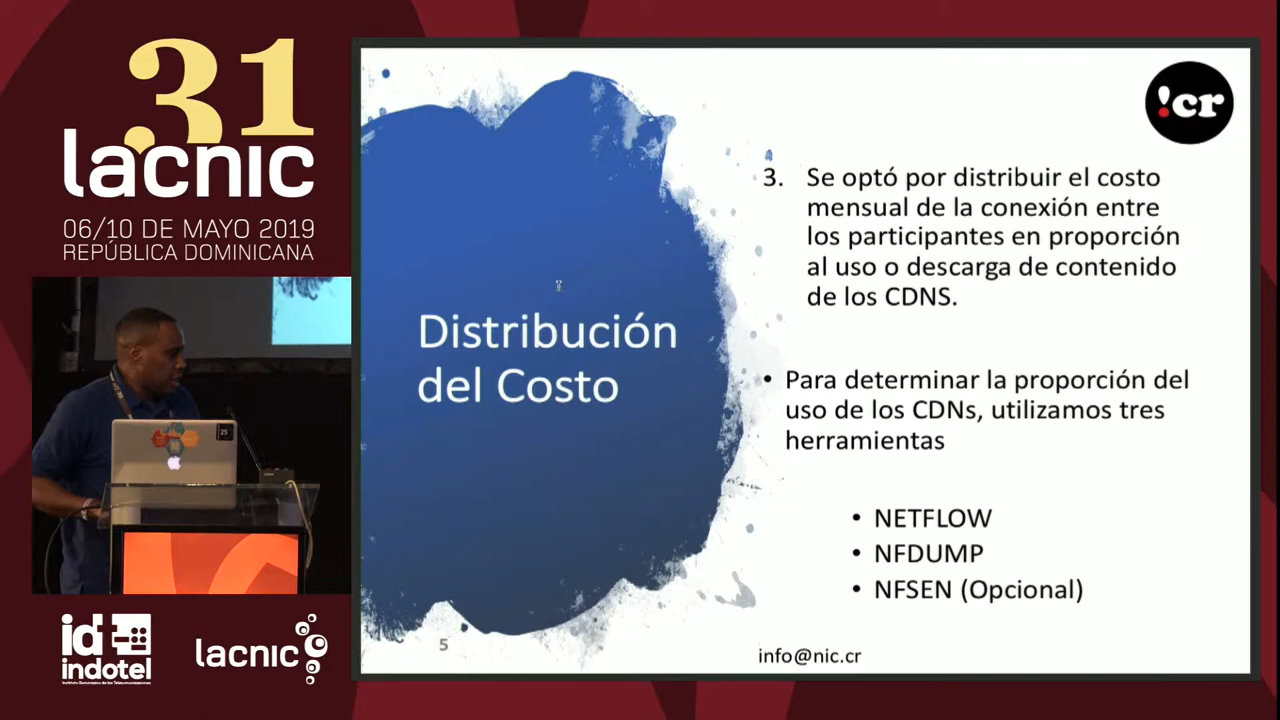 31
lacnic
06/10 DE MAYO 2019
REPÚBLICA DOMINICANA
id
indotel
lacnic
Distribución
del Costo
5
!cr
3. Se optó por distribuir el costo
mensual de la conexión entre
los participantes en proporción
al uso o descarga de contenido
de los CDNS.
• Para determinar la proporción del
uso de los CDNs, utilizamos tres
herramientas
• NETFLOW
• NFDUMP
• NFSEN (Opcional)
info@nic.cr